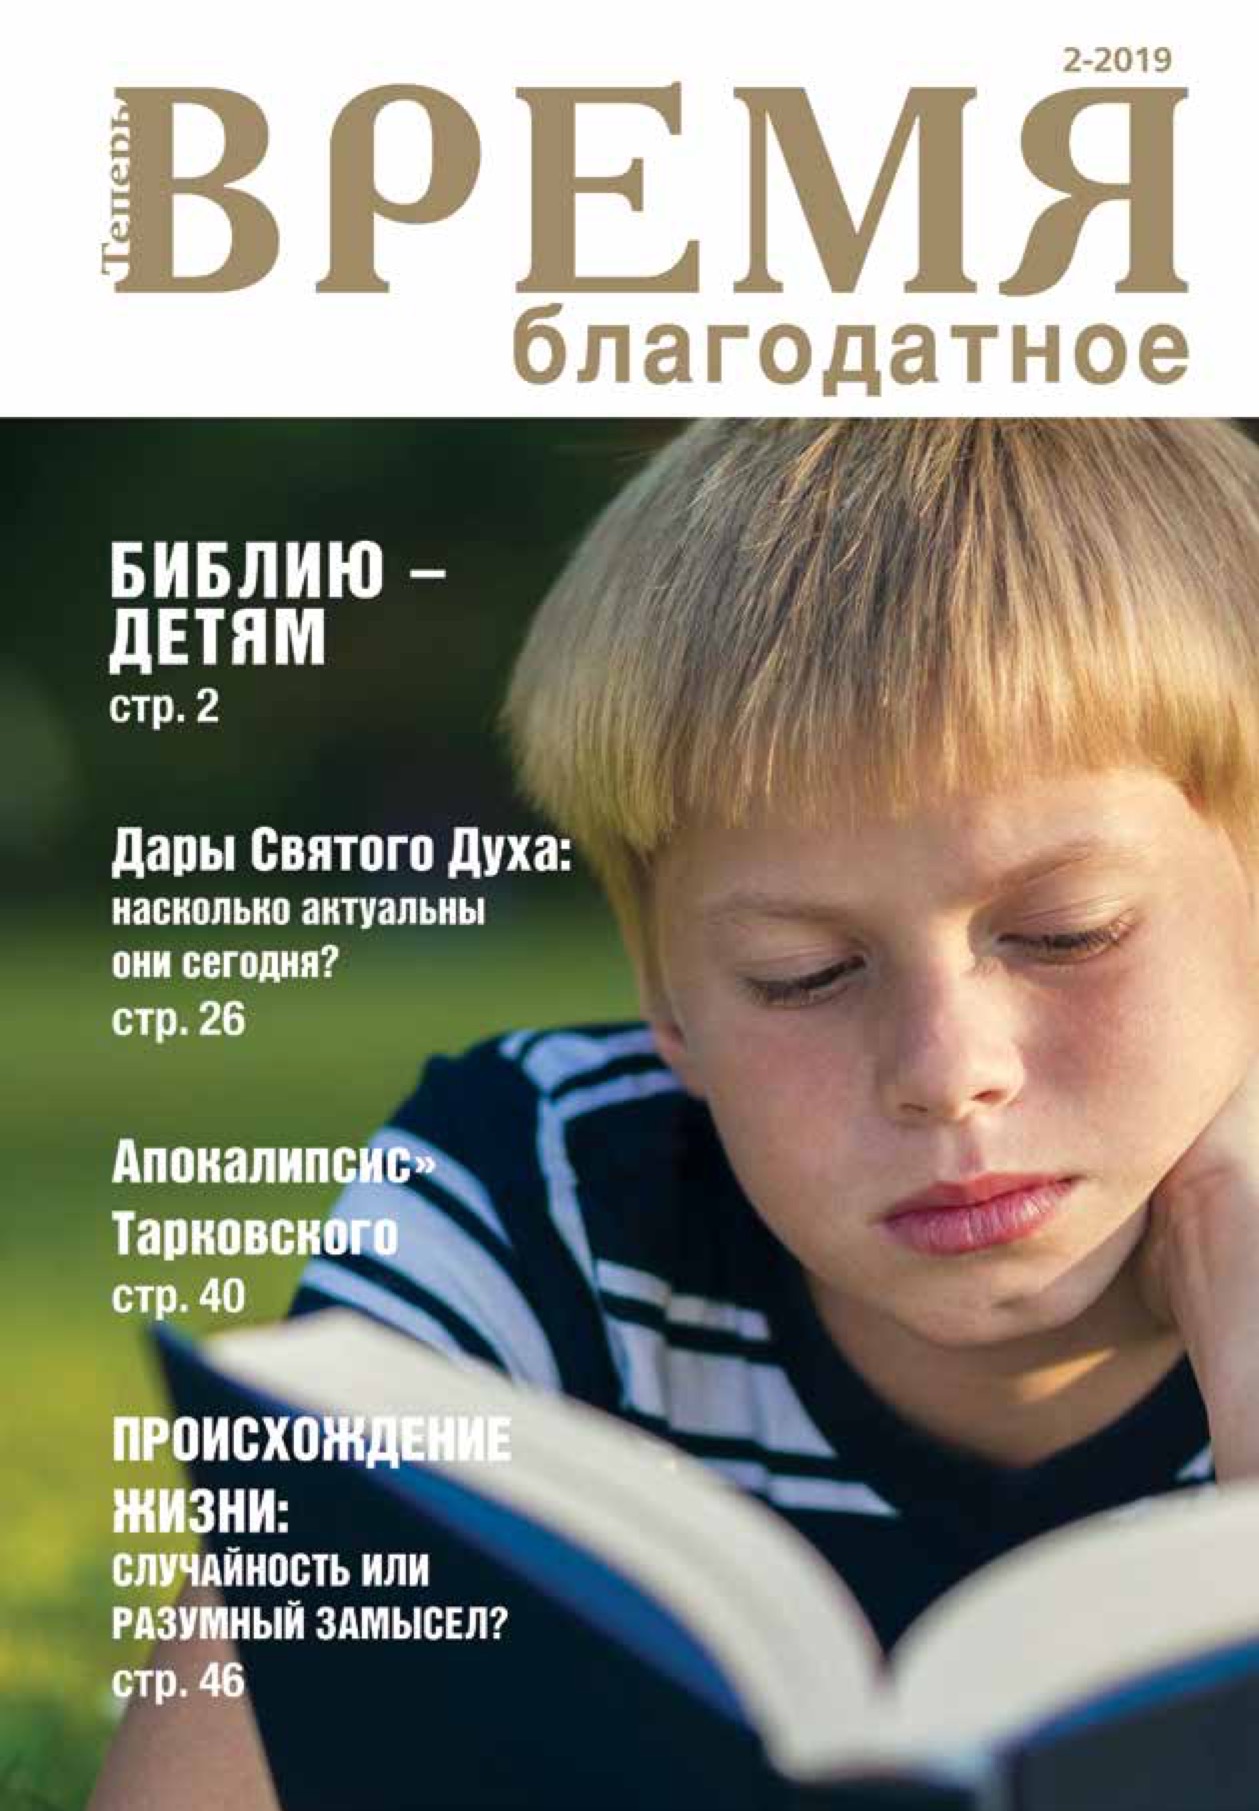 2-2019
Теперь
ВРЕМЯ
благодатное
БИБЛИЮ –
ДЕТЯМ
стр. 2
Дары Святого Духа:
насколько актуальны
они сегодня?
стр. 26
Апокалипсис»
Тарковского
стр. 40
ПРОИСХОЖДЕНИЕ
ЖИЗНИ:
СЛУЧАЙНОСТЬ ИЛИ
РАЗУМНЫЙ ЗАМЫСЕЛ?
стр. 46